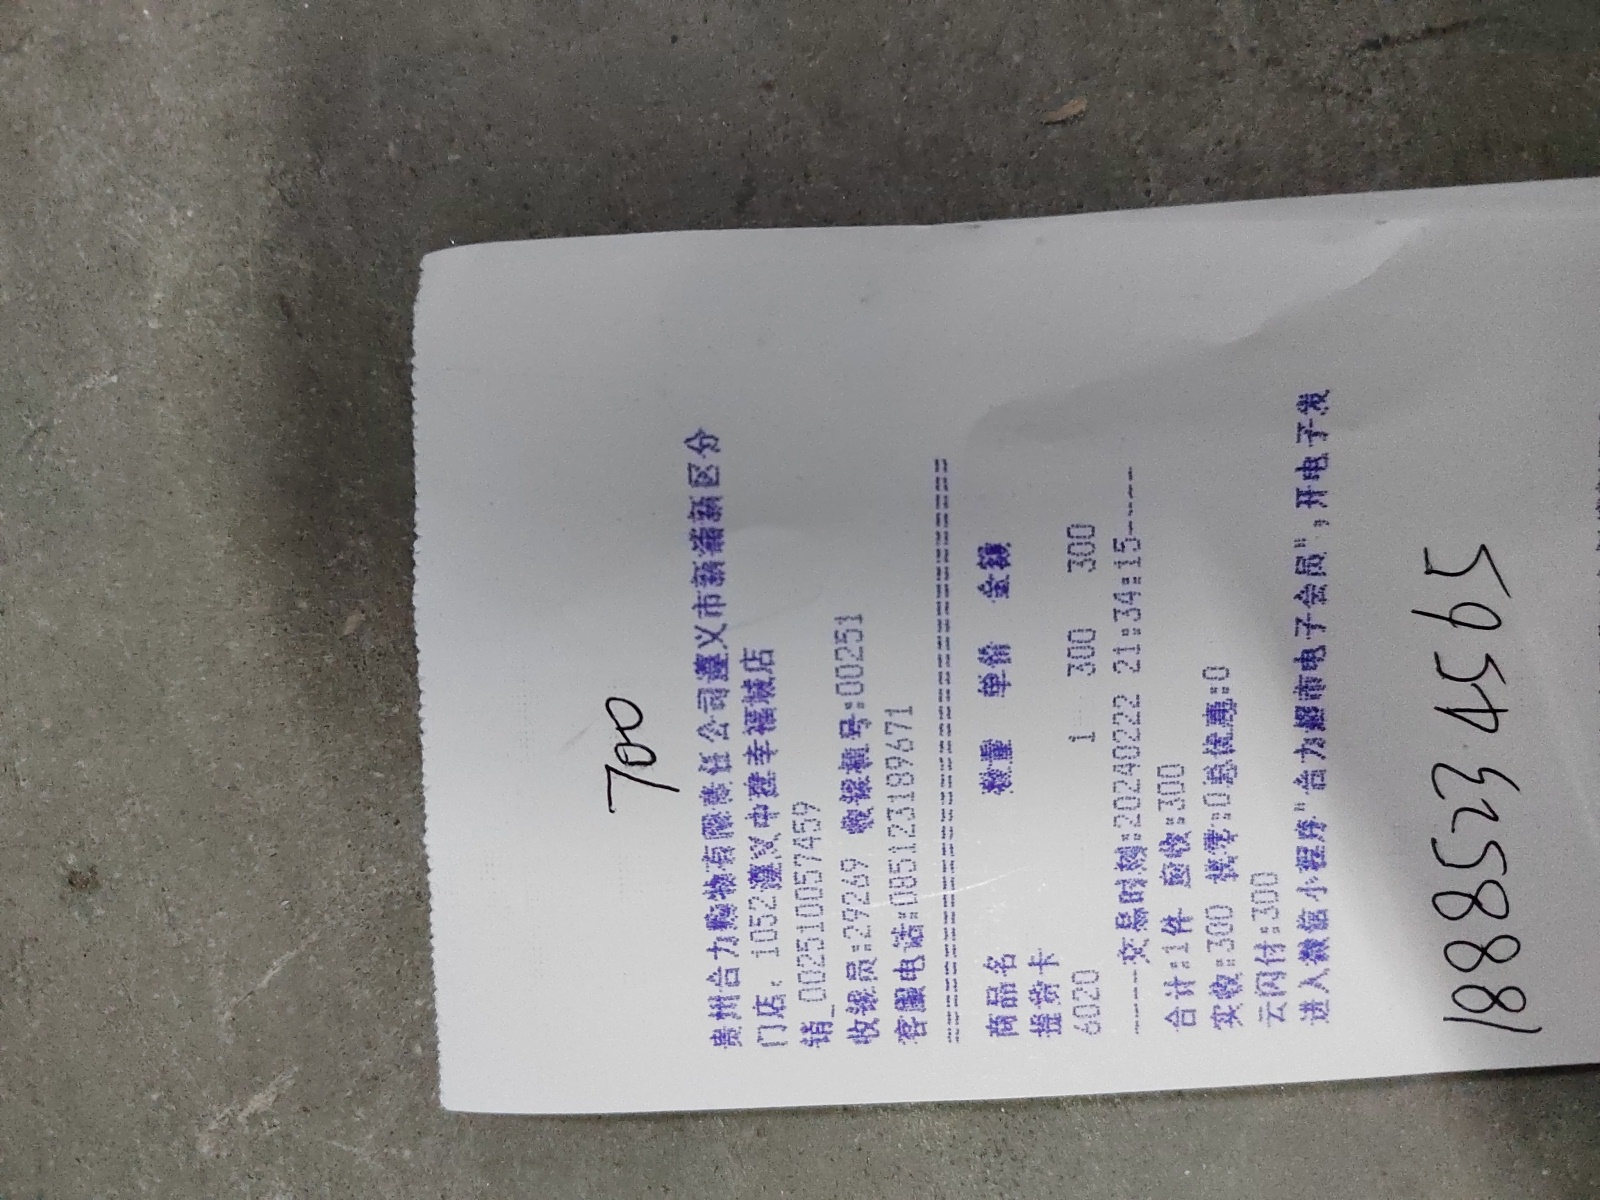 700
贵州合力购物有限责任公司遵义市新蒲新区分
门店: 1052遵义中建幸福城店
销_002510057459
收银员:29269 收银机号:00251
客服电话:085123189671
================================
商品名 数量 单价 金额
提货卡
6020 1 300 300
-----交易时刻:20240222 21:34:15----
合计:1件 应收:300
实收:300 找零:0总优惠:0
云闪付:300
进入微信小程序"合力超市电子会员",开电子发
18885234565